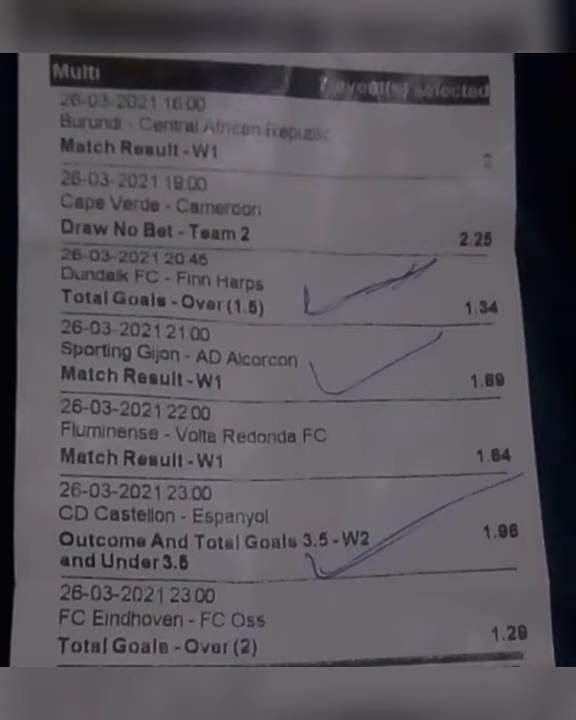 Multi
7 event(s) selected
26-03-2021 16:00
Burundi - Central African Republic
Match Result - W1
2
26-03-2021 19:00
Cape Verde - Cameroon
Draw No Bet - Team 2
2.25
26-03-2021 20:45
Dundalk FC - Finn Harps
Total Goals - Over (1.5)
1.34
26-03-2021 21:00
Sporting Gijon - AD Alcorcon
Match Result - W1
1.89
26-03-2021 22:00
Fluminense - Volta Redonda FC
Match Result - W1
1.64
26-03-2021 23:00
CD Castellon - Espanyol
Outcome And Total Goals 3.5 - W2
and Under 3.5
1.96
26-03-2021 23:00
FC Eindhoven - FC Oss
Total Goals - Over (2)
1.29